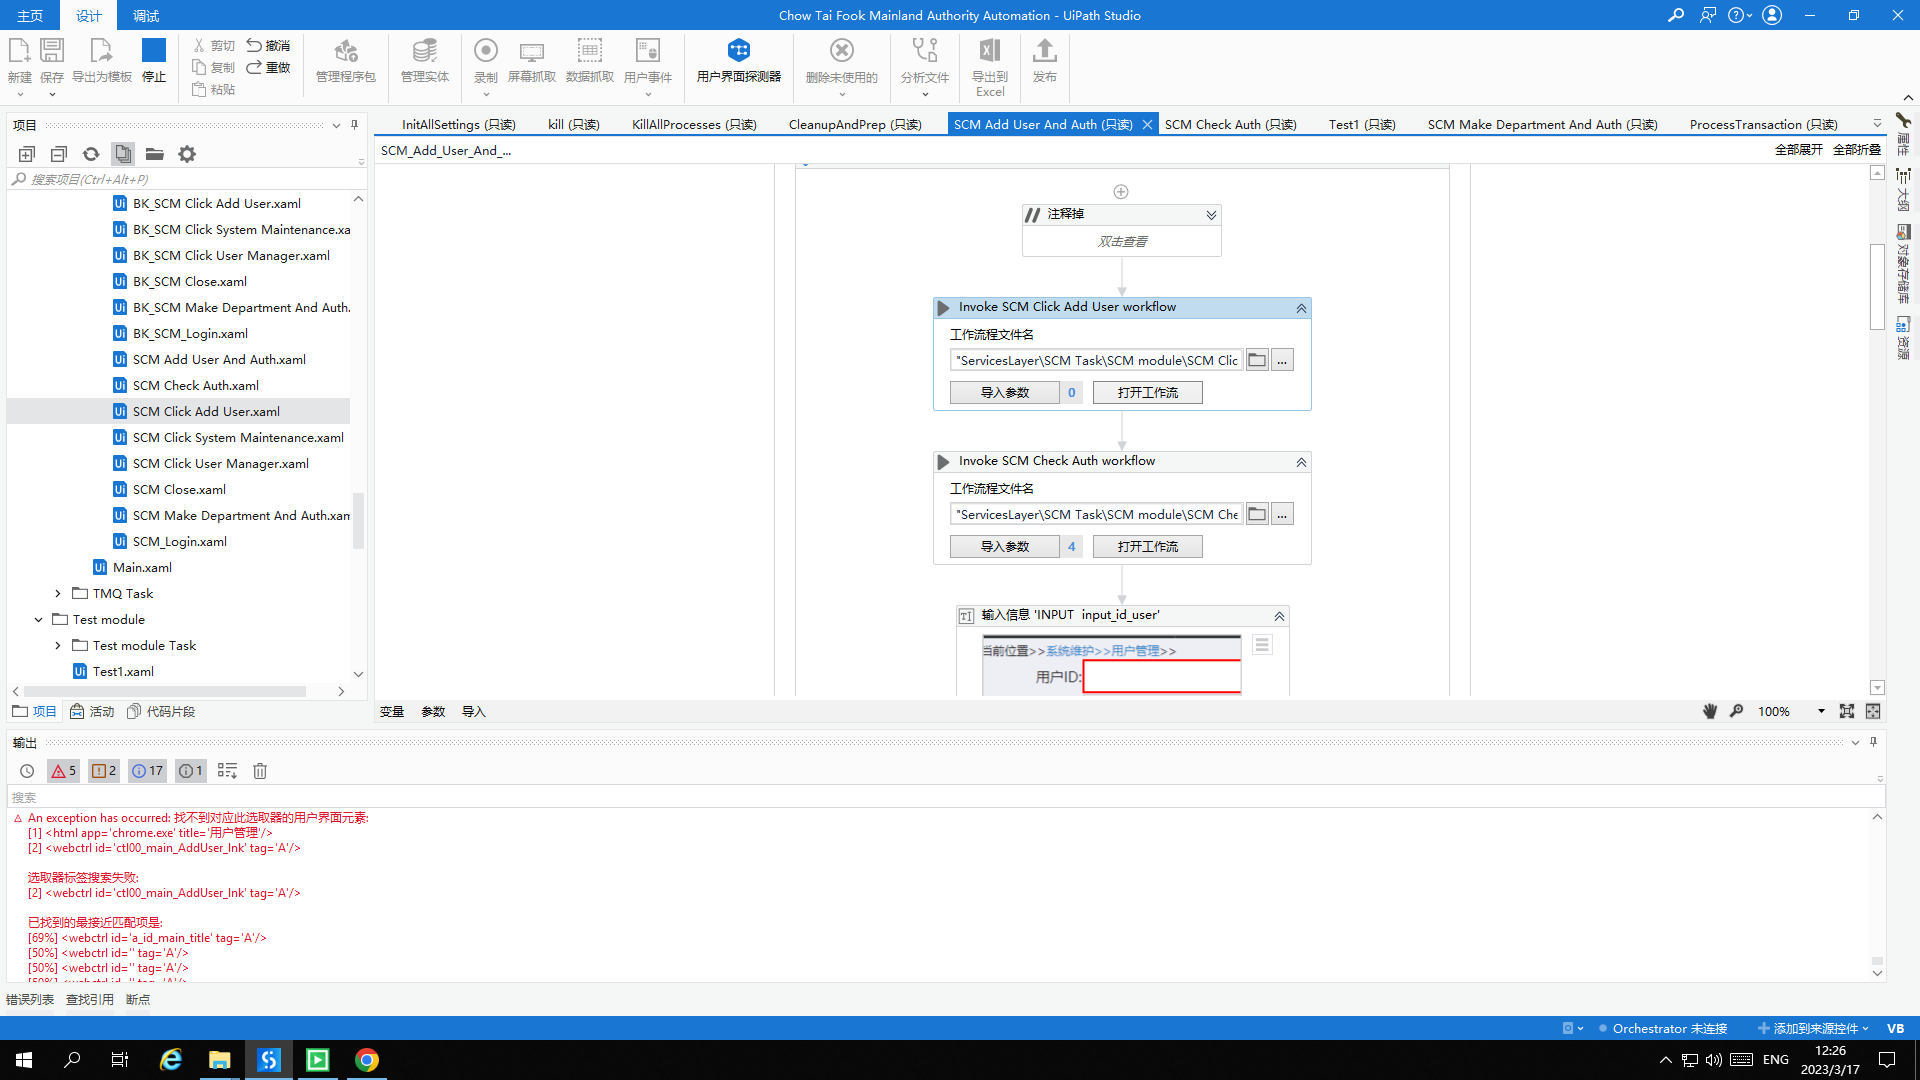 主页 设计 调试 Chow Tai Fook Mainland Authority Automation - UiPath Studio
新建 保存 导出为模板 停止 剪切 复制 粘贴 撤消 重做 管理程序包 管理实体 录制 屏幕抓取 数据抓取 用户事件 用户界面探测器 删除未使用的 分析文件 导出到 Excel 发布
项目
InitAllSettings (只读) kill (只读) KillAllProcesses (只读) CleanupAndPrep (只读) SCM Add User And Auth (只读) SCM Check Auth (只读) Test1 (只读) SCM Make Department And Auth (只读) ProcessTransaction (只读)
SCM_Add_User_And_... 全部展开 全部折叠
搜索项目(Ctrl+Alt+P)
BK_SCM Click Add User.xaml
BK_SCM Click System Maintenance.xa
BK_SCM Click User Manager.xaml
BK_SCM Close.xaml
BK_SCM Make Department And Auth.
BK_SCM_Login.xaml
SCM Add User And Auth.xaml
SCM Check Auth.xaml
SCM Click Add User.xaml
SCM Click System Maintenance.xaml
SCM Click User Manager.xaml
SCM Close.xaml
SCM Make Department And Auth.xam
SCM_Login.xaml
Main.xaml
TMQ Task
Test module
Test module Task
Test1.xaml
项目 活动 代码片段
注释掉
双击查看
Invoke SCM Click Add User workflow
工作流程文件名
"ServicesLayer\SCM Task\SCM module\SCM Clic ...
导入参数 0 打开工作流
Invoke SCM Check Auth workflow
工作流程文件名
"ServicesLayer\SCM Task\SCM module\SCM Che ...
导入参数 4 打开工作流
输入信息 'INPUT input_id_user'
当前位置>>系统维护>>用户管理>>
用户ID:
变量 参数 导入 100%
属性
大纲
对象存储库
资源
输出
5 2 17 1
搜索
An exception has occurred: 找不到对应此选取器的用户界面元素:
[1] <html app='chrome.exe' title='用户管理'/>
[2] <webctrl id='ctl00_main_AddUser_lnk' tag='A'/>
选取器标签搜索失败:
[2] <webctrl id='ctl00_main_AddUser_lnk' tag='A'/>
已找到的最接近匹配项是:
[69%] <webctrl id='a_id_main_title' tag='A'/>
[50%] <webctrl id='' tag='A'/>
[50%] <webctrl id='' tag='A'/>
[50%] <webctrl id='' tag='A'/>
错误列表 查找引用 断点
Orchestrator 未连接 添加到来源控件 VB
ENG 12:26
2023/3/17